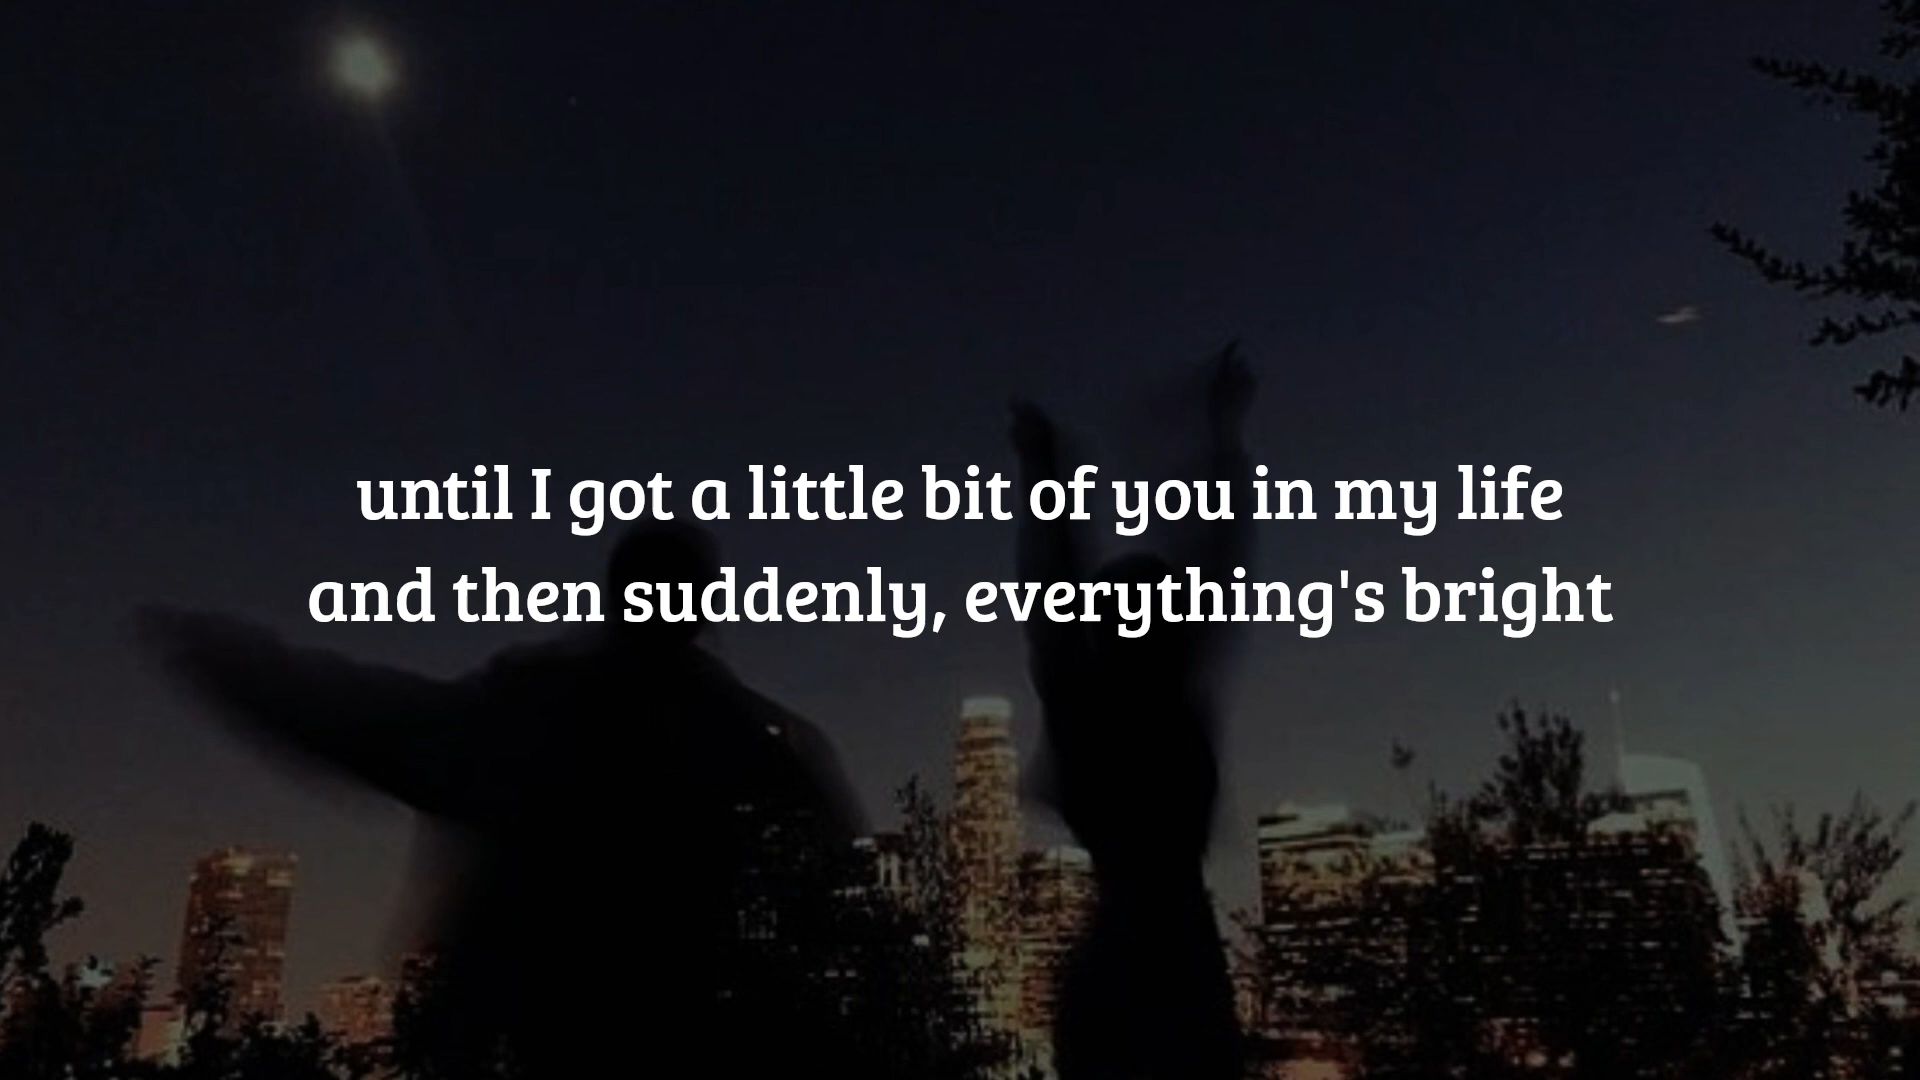 until I got a little bit of you in my life
and then suddenly, everything's bright